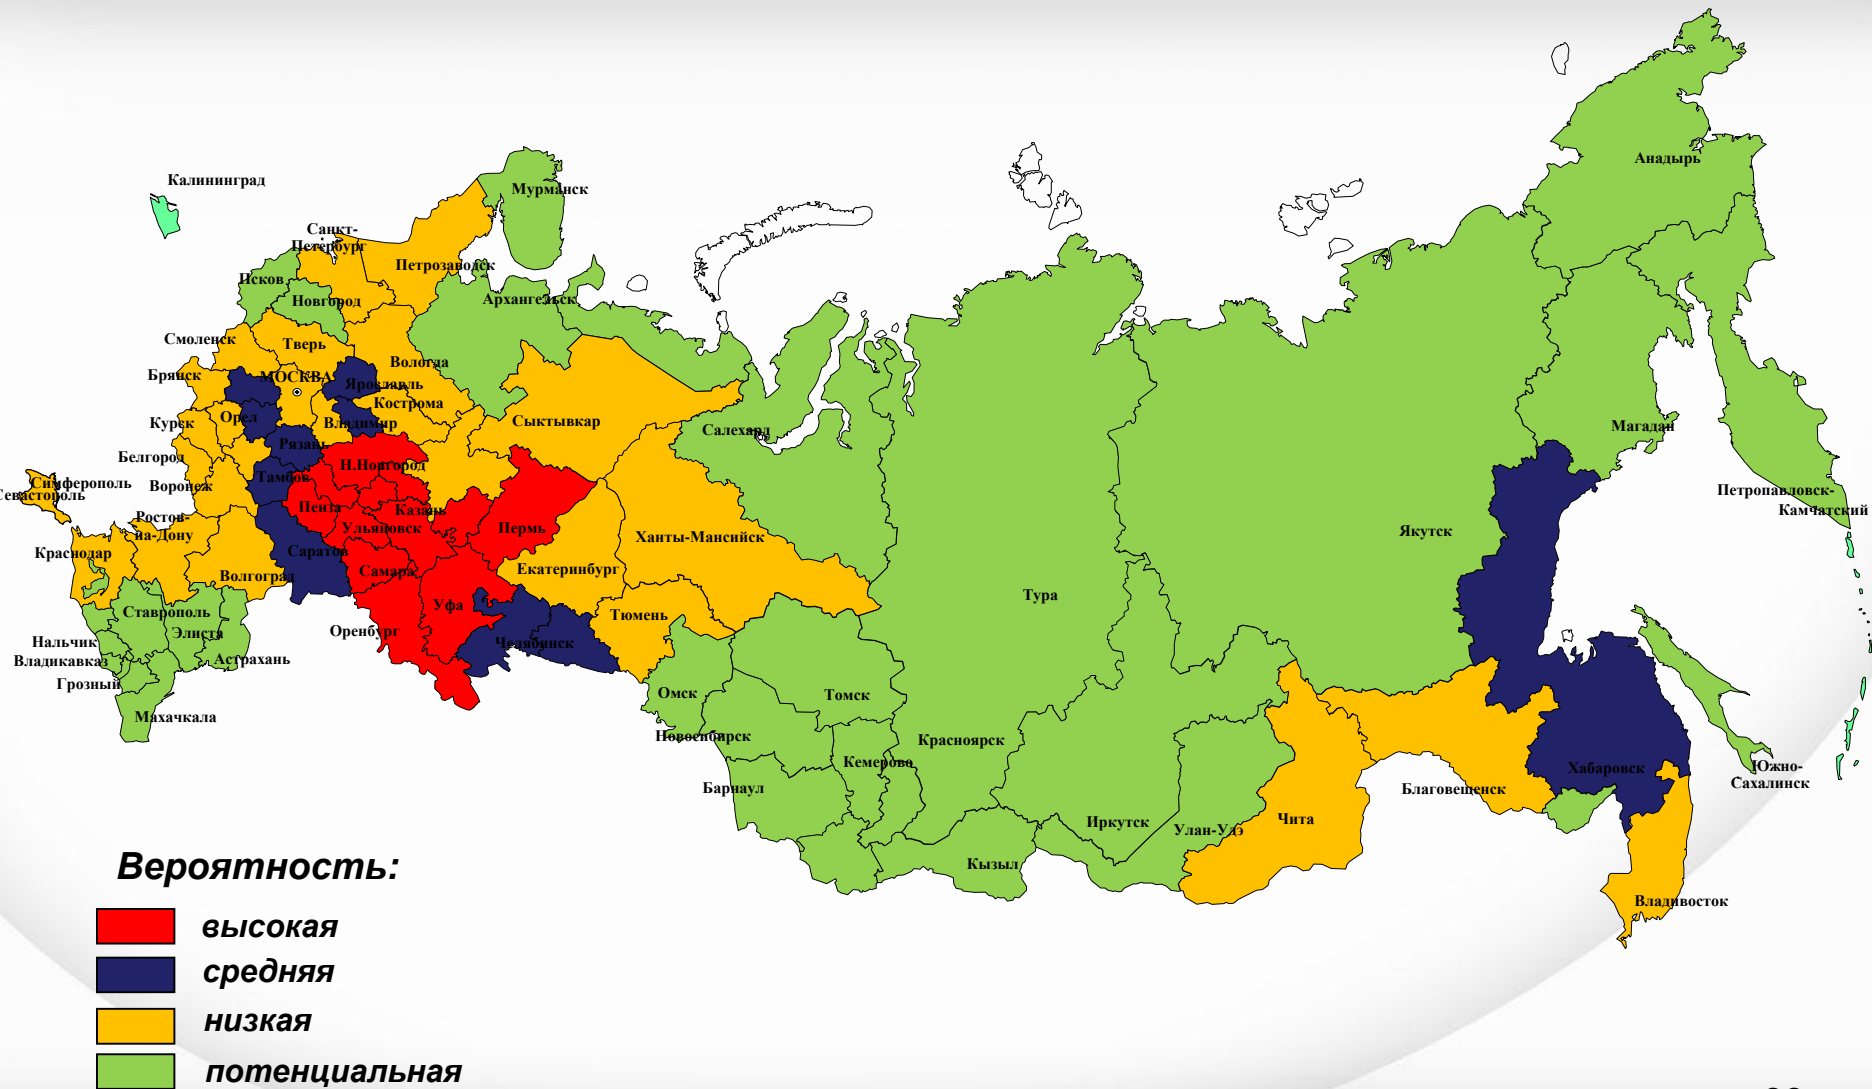 Анадырь
Калининград
Мурманск
Санкт-
Петербург
Петрозаводск
Псков
Новгород
Архангельск
Смоленск
Тверь
Вологда
Брянск
МОСКВА
Ярославль
Кострома
Орел
Курск
Владимир
Сыктывкар
Салехард
Магадан
Рязань
Белгород
Н.Новгород
Тамбов
Симферополь
Севастополь
Воронеж
Петропавловск-
Камчатский
Пенза
Казань
Ростов-
на-Дону
Ульяновск
Пермь
Якутск
Ханты-Мансийск
Краснодар
Саратов
Самара
Екатеринбург
Волгоград
Тура
Уфа
Ставрополь
Тюмень
Оренбург
Элиста
Нальчик
Челябинск
Владикавказ
Астрахань
Грозный
Омск
Томск
Махачкала
Новосибирск
Красноярск
Кемерово
Южно-
Сахалинск
Хабаровск
Барнаул
Благовещенск
Чита
Иркутск
Улан-Удэ
Кызыл
Владивосток
Вероятность:
высокая
средняя
низкая
потенциальная